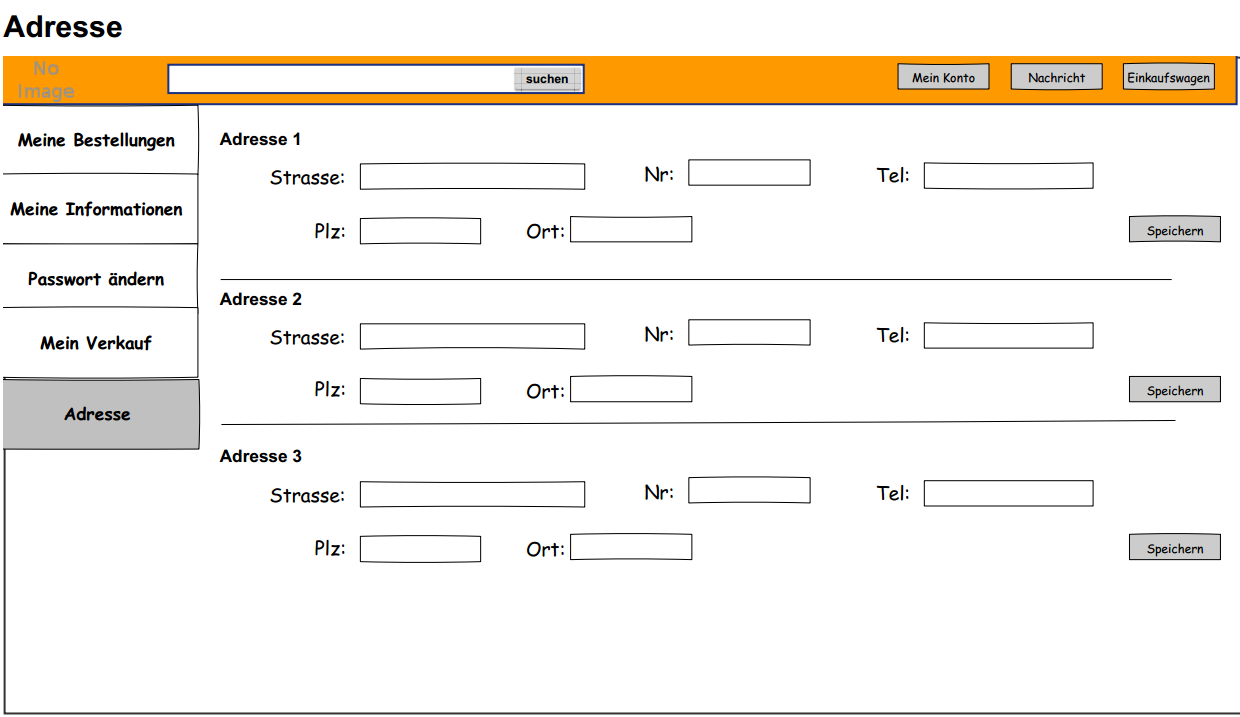 Adresse
No
Image
suchen
Mein Konto
Nachricht
Einkaufswagen
Meine Bestellungen
Meine Informationen
Passwort ändern
Mein Verkauf
Adresse
Adresse 1
Strasse:
Nr:
Tel:
Plz:
Ort:
Speichern
Adresse 2
Strasse:
Nr:
Tel:
Plz:
Ort:
Speichern
Adresse 3
Strasse:
Nr:
Tel:
Plz:
Ort:
Speichern